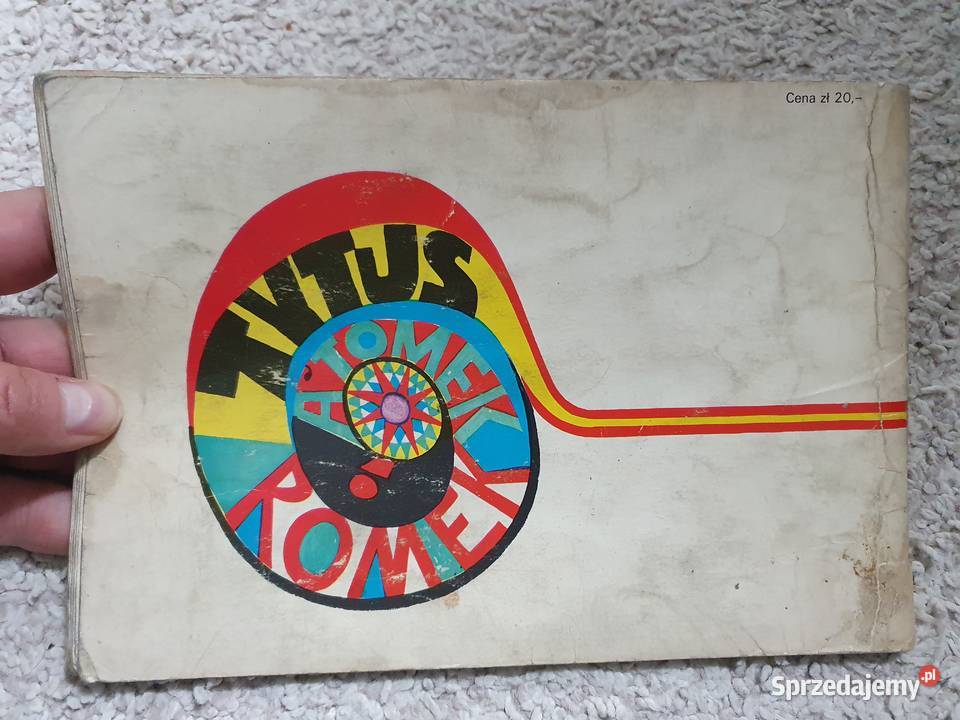 Cena zł 20,–
TYTUS
ATOMEK
I
ROMEK
Sprzedajemy.pl